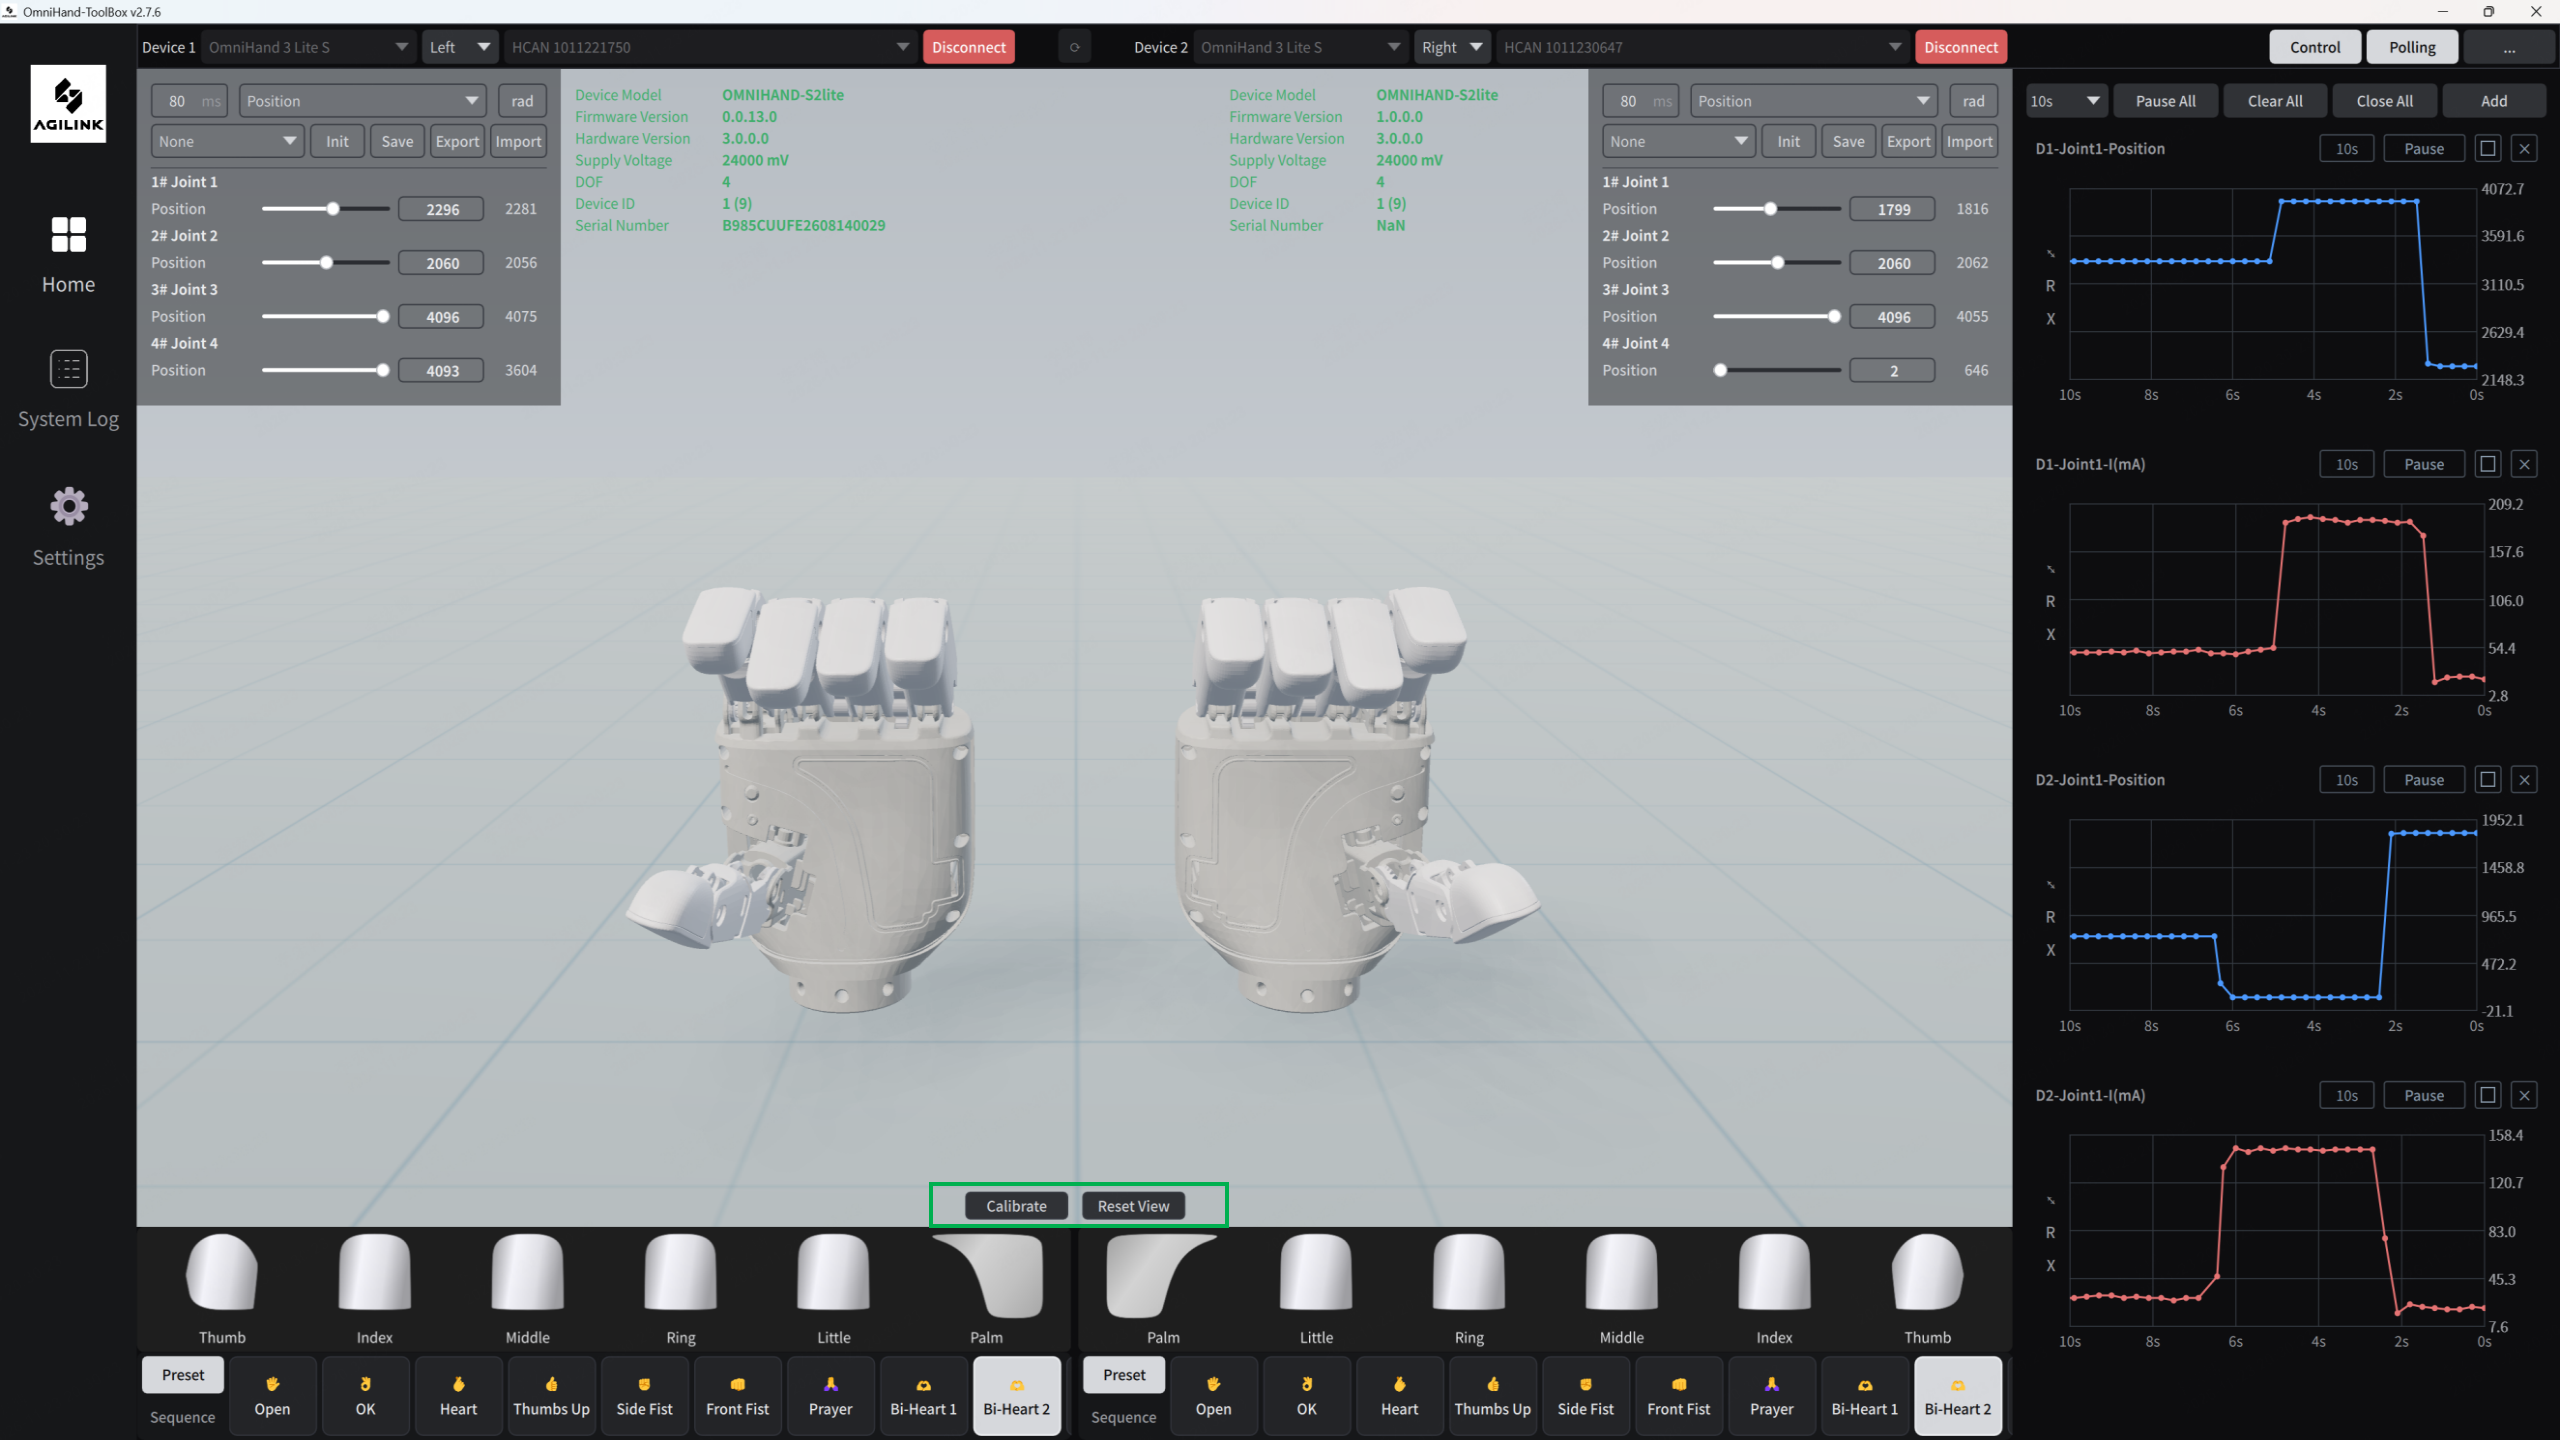 OmniHand-ToolBox v2.7.6
Device 1 OmniHand 3 Lite S Left HCAN 1011221750 Disconnect Device 2 OmniHand 3 Lite S Right HCAN 1011230647 Disconnect Control Polling ...
AGILINK
Home
System Log
Settings
80 ms Position rad
None Init Save Export Import
1# Joint 1
Position 2296 2281
2# Joint 2
Position 2060 2056
3# Joint 3
Position 4096 4075
4# Joint 4
Position 4093 3604
Device Model OMNIHAND-S2lite
Firmware Version 0.0.13.0
Hardware Version 3.0.0.0
Supply Voltage 24000 mV
DOF 4
Device ID 1 (9)
Serial Number B985CUUFE2608140029
Device Model OMNIHAND-S2lite
Firmware Version 1.0.0.0
Hardware Version 3.0.0.0
Supply Voltage 24000 mV
DOF 4
Device ID 1 (9)
Serial Number NaN
80 ms Position rad
None Init Save Export Import
1# Joint 1
Position 1799 1816
2# Joint 2
Position 2060 2062
3# Joint 3
Position 4096 4055
4# Joint 4
Position 2 646
10s Pause All Clear All Close All Add
D1-Joint1-Position 10s Pause
4072.7
3591.6
R 3110.5
X
2629.4
2148.3
10s 8s 6s 4s 2s 0s
D1-Joint1-I(mA) 10s Pause
209.2
157.6
R 106.0
X
54.4
2.8
10s 8s 6s 4s 2s 0s
D2-Joint1-Position 10s Pause
1952.1
1458.8
R 965.5
X
472.2
-21.1
10s 8s 6s 4s 2s 0s
D2-Joint1-I(mA) 10s Pause
158.4
120.7
R 83.0
X
45.3
7.6
10s 8s 6s 4s 2s 0s
Calibrate Reset View
Thumb Index Middle Ring Little Palm Palm Little Ring Middle Index Thumb
Preset Open OK Heart Thumbs Up Side Fist Front Fist Prayer Bi-Heart 1 Bi-Heart 2
Sequence
Preset Open OK Heart Thumbs Up Side Fist Front Fist Prayer Bi-Heart 1 Bi-Heart 2
Sequence